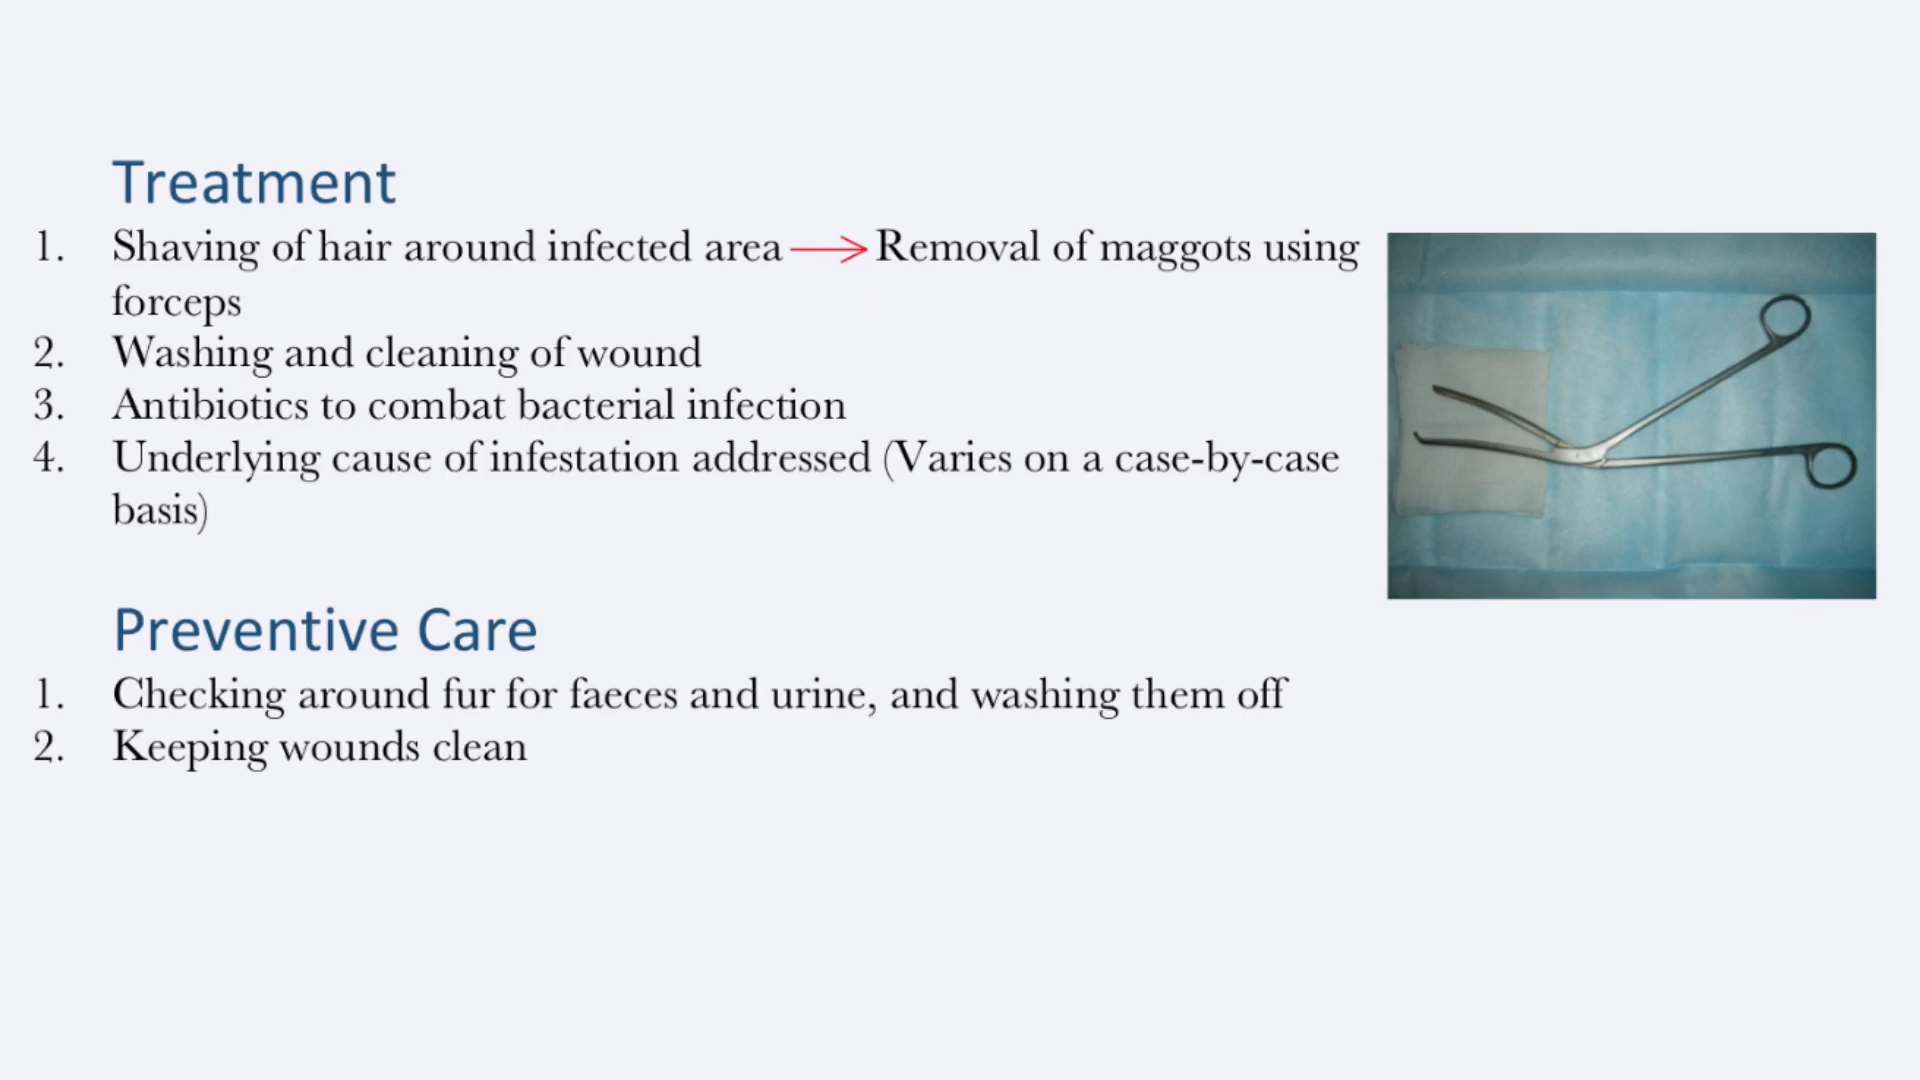 Treatment
1. Shaving of hair around infected area → Removal of maggots using
forceps
2. Washing and cleaning of wound
3. Antibiotics to combat bacterial infection
4. Underlying cause of infestation addressed (Varies on a case-by-case
basis)
Preventive Care
1. Checking around fur for faeces and urine, and washing them off
2. Keeping wounds clean